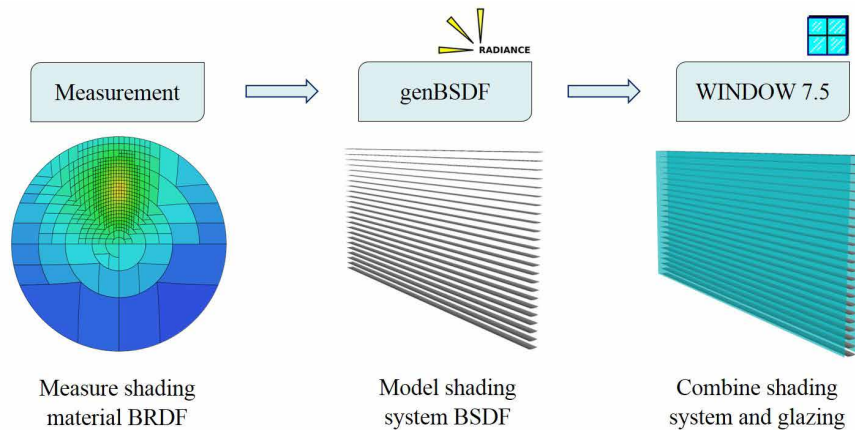 RADIANCE
Measurement
genBSDF
WINDOW 7.5
Measure shading
material BRDF
Model shading
system BSDF
Combine shading
system and glazing